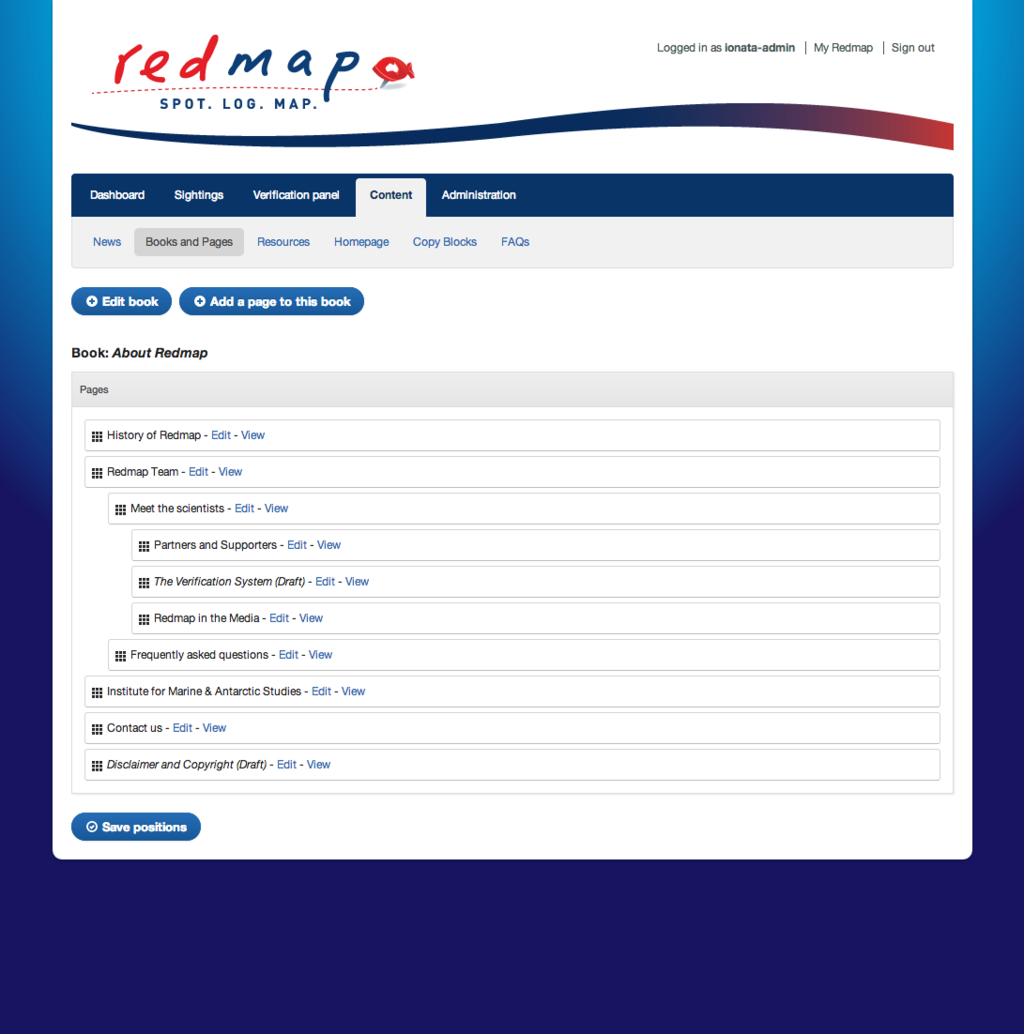 redmap
SPOT. LOG. MAP.
Logged in as ionata-admin | My Redmap | Sign out
Dashboard Sightings Verification panel Content Administration
News Books and Pages Resources Homepage Copy Blocks FAQs
Edit book Add a page to this book
Book: About Redmap
Pages
History of Redmap - Edit - View
Redmap Team - Edit - View
Meet the scientists - Edit - View
Partners and Supporters - Edit - View
The Verification System (Draft) - Edit - View
Redmap in the Media - Edit - View
Frequently asked questions - Edit - View
Institute for Marine & Antarctic Studies - Edit - View
Contact us - Edit - View
Disclaimer and Copyright (Draft) - Edit - View
Save positions